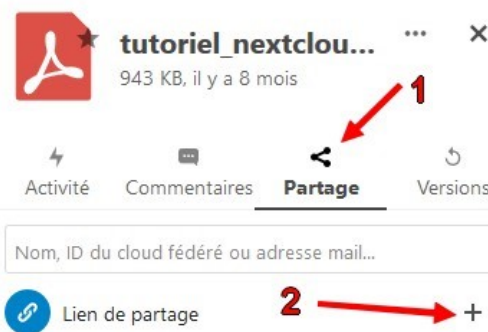 tutoriel_nextclou...
943 KB, il y a 8 mois
1
Activité Commentaires Partage Versions
Nom, ID du cloud fédéré ou adresse mail...
Lien de partage 2